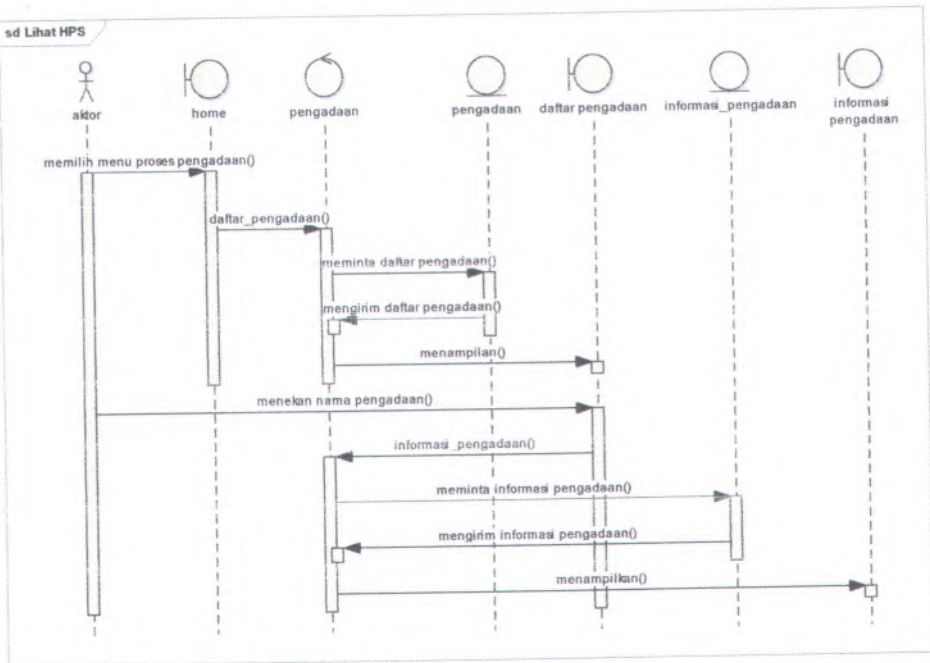 sd Lihat HPS
aktor
home
pengadaan
pengadaan
daftar pengadaan
informasi_pengadaan
informasi
pengadaan
memilih menu proses pengadaan()
daftar_pengadaan()
meminta daftar pengadaan()
mengirim daftar pengadaan()
menampilan()
menekan nama pengadaan()
informasi_pengadaan()
meminta informasi pengadaan()
mengirim informasi pengadaan()
menampilkan()